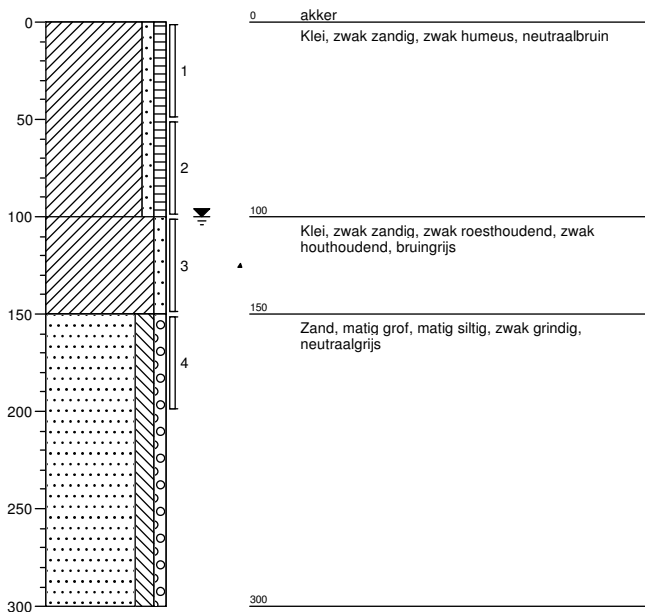 0
50
100
150
200
250
300
1
2
3
4
0 akker
Klei, zwak zandig, zwak humeus, neutraalbruin
100
Klei, zwak zandig, zwak roesthoudend, zwak
houthoudend, bruingrijs
150
Zand, matig grof, matig siltig, zwak grindig,
neutraalgrijs
300